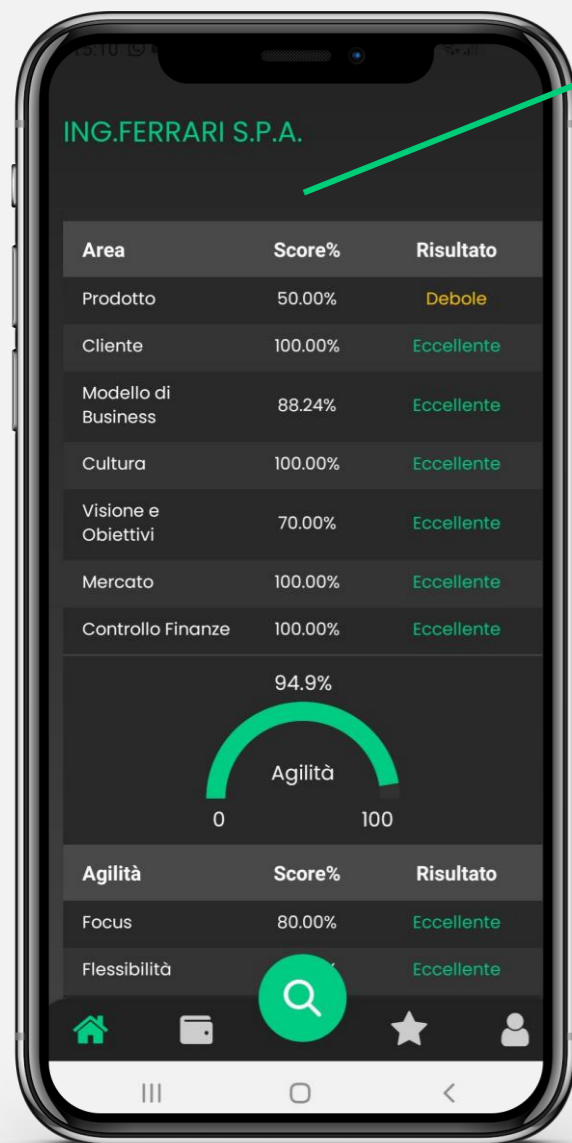 ING.FERRARI S.P.A.
Area Score% Risultato
Prodotto 50.00% Debole
Cliente 100.00% Eccellente
Modello di
Business 88.24% Eccellente
Cultura 100.00% Eccellente
Visione e
Obiettivi 70.00% Eccellente
Mercato 100.00% Eccellente
Controllo Finanze 100.00% Eccellente
94.9%
Agilità
0 100
Agilità Score% Risultato
Focus 80.00% Eccellente
Flessibilità Eccellente